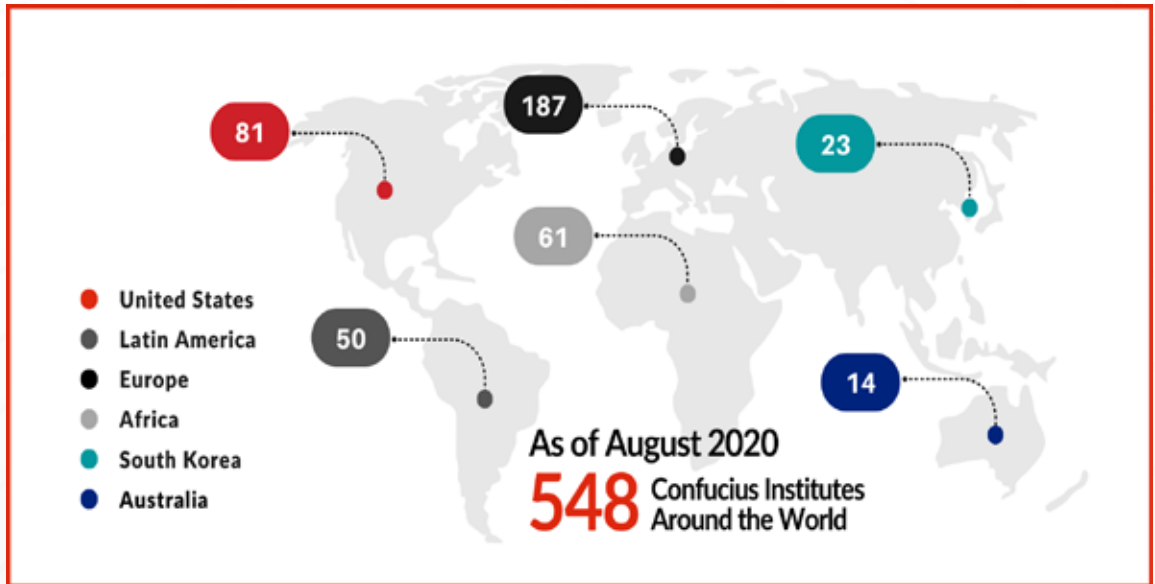 187
81
23
61
United States
Latin America
50
Europe
14
Africa
As of August 2020
South Korea
548 Confucius Institutes
Around the World
Australia